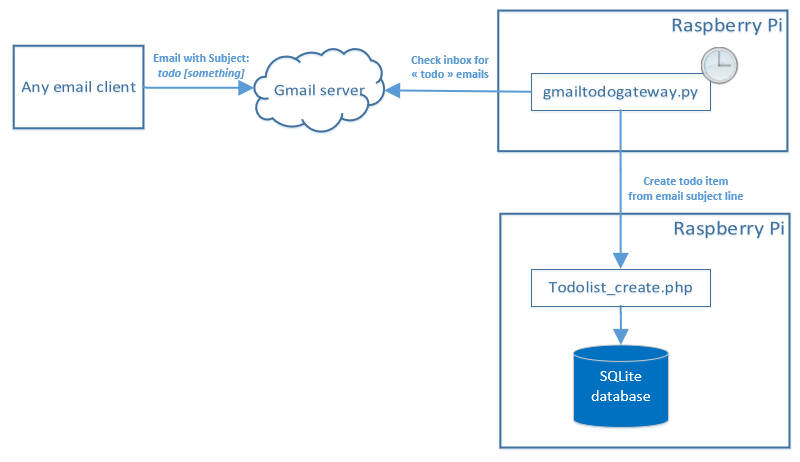 Raspberry Pi
Email with Subject:
todo [something]
Check inbox for
« todo » emails
Any email client
Gmail server
gmailtodogateway.py
Create todo item
from email subject line
Raspberry Pi
Todolist_create.php
SQLite
database